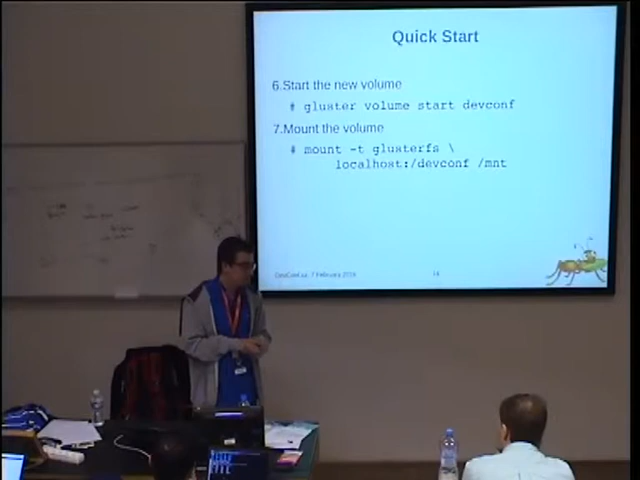 Quick Start
6.Start the new volume
# gluster volume start devconf
7.Mount the volume
# mount -t glusterfs \
localhost:/devconf /mnt